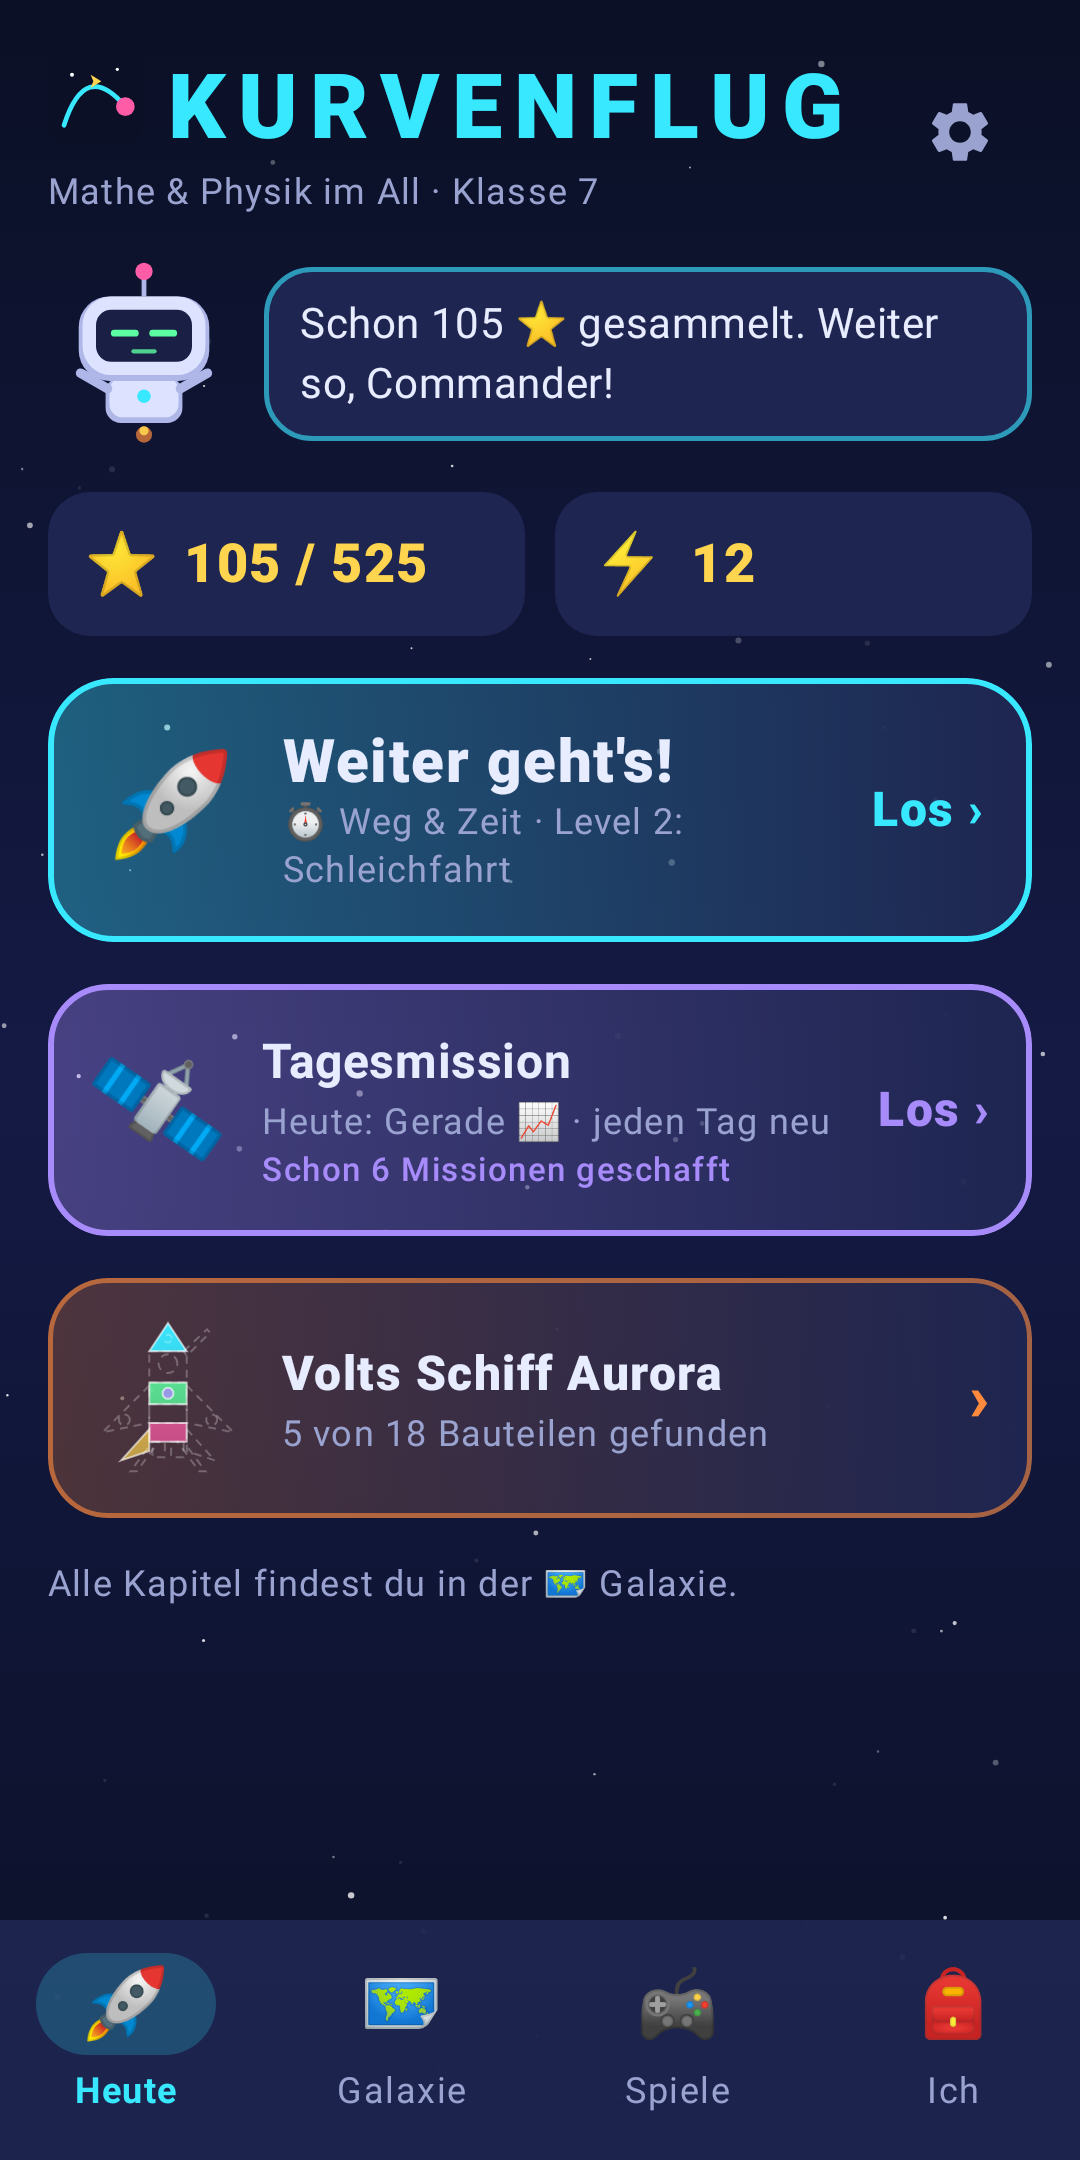 KURVENFLUG
Mathe & Physik im All · Klasse 7
Schon 105 ⭐ gesammelt. Weiter
so, Commander!
⭐ 105 / 525
⚡ 12
Weiter geht's!
⏱ Weg & Zeit · Level 2:
Schleichfahrt
Los ›
Tagesmission
Heute: Gerade 📈 · jeden Tag neu
Schon 6 Missionen geschafft
Los ›
Volts Schiff Aurora
5 von 18 Bauteilen gefunden
›
Alle Kapitel findest du in der 🗺 Galaxie.
Heute
Galaxie
Spiele
Ich